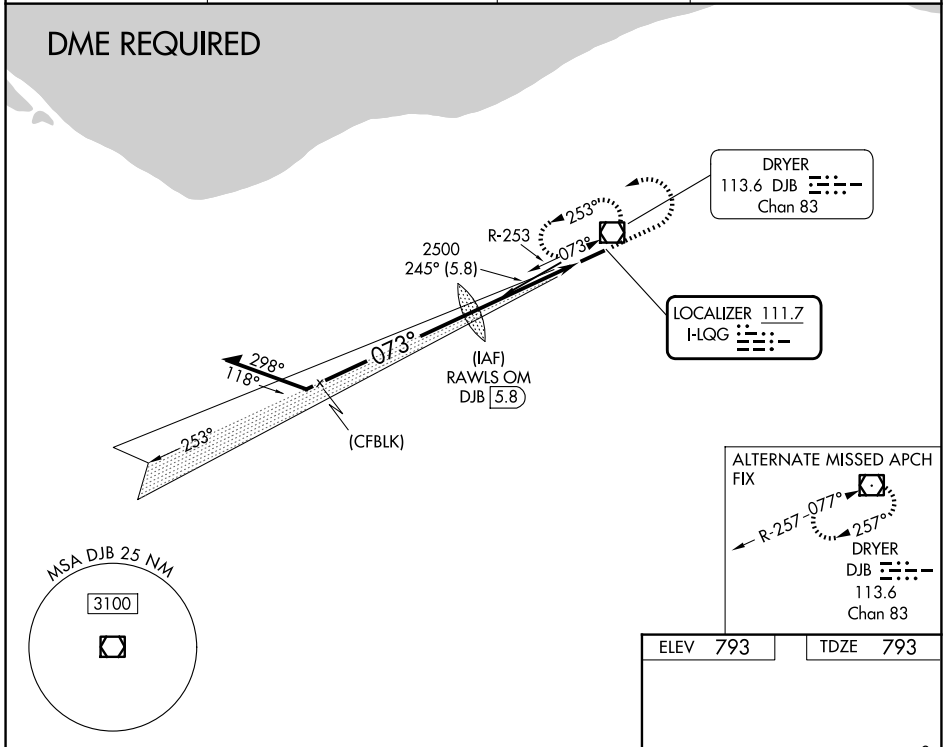 DME REQUIRED
DRYER
113.6 DJB
Chan 83
253°
R-253
073°
2500
245° (5.8)
LOCALIZER 111.7
I-LQG
073°
(IAF)
RAWLS OM
DJB 5.8
298°
118°
(CFBLK)
253°
ALTERNATE MISSED APCH
FIX
R-257
077°
257°
DRYER
DJB
113.6
Chan 83
MSA DJB 25 NM
3100
ELEV 793
TDZE 793